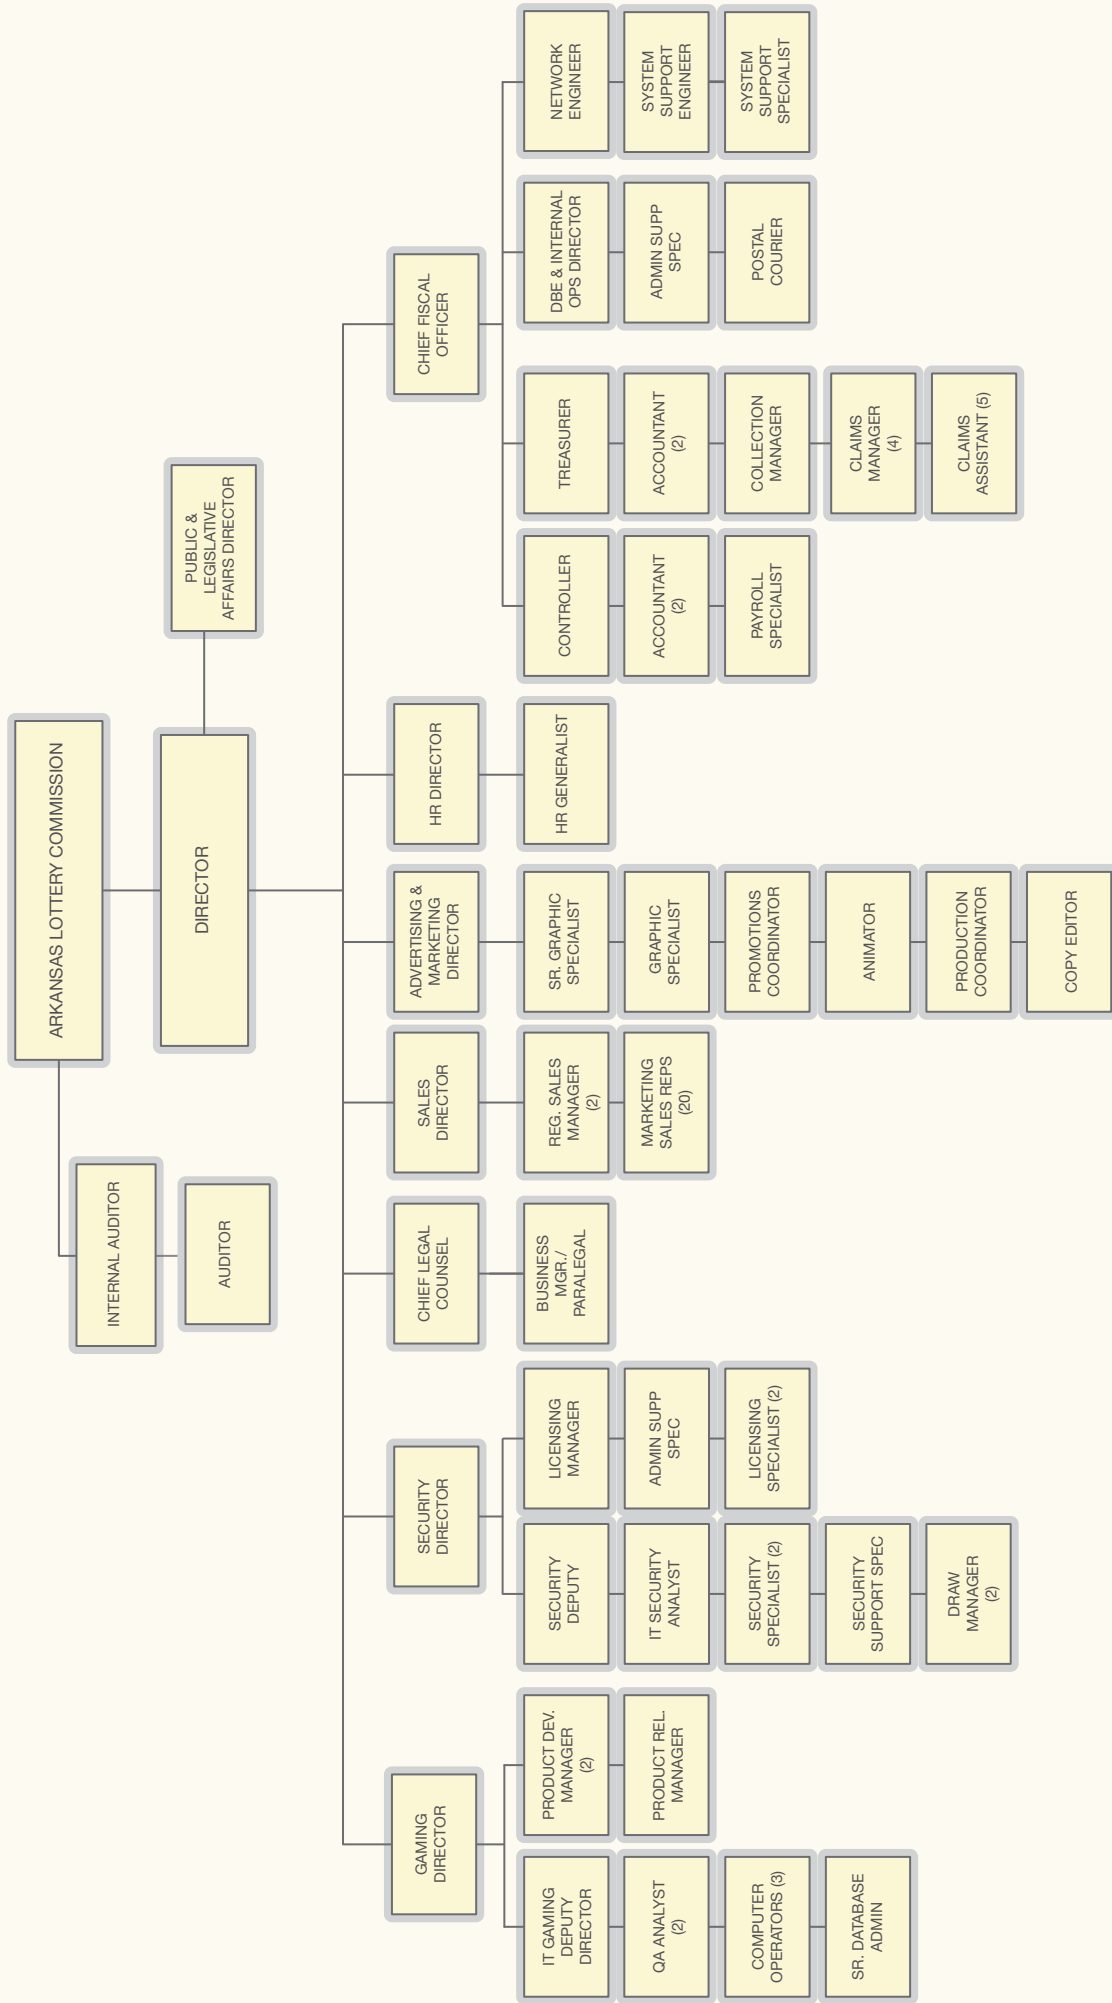 ARKANSAS LOTTERY COMMISSION
INTERNAL AUDITOR
AUDITOR
DIRECTOR
PUBLIC &
LEGISLATIVE
AFFAIRS DIRECTOR
GAMING
DIRECTOR
IT GAMING
DEPUTY
DIRECTOR
QA ANALYST
(2)
COMPUTER
OPERATORS (3)
SR. DATABASE
ADMIN
PRODUCT DEV.
MANAGER
(2)
PRODUCT REL.
MANAGER
SECURITY
DIRECTOR
SECURITY
DEPUTY
IT SECURITY
ANALYST
SECURITY
SPECIALIST (2)
SECURITY
SUPPORT SPEC
DRAW
MANAGER
(2)
LICENSING
MANAGER
ADMIN SUPP
SPEC
LICENSING
SPECIALIST (2)
CHIEF LEGAL
COUNSEL
BUSINESS
MGR./
PARALEGAL
SALES
DIRECTOR
REG. SALES
MANAGER
(2)
MARKETING
SALES REPS
(20)
ADVERTISING &
MARKETING
DIRECTOR
SR. GRAPHIC
SPECIALIST
GRAPHIC
SPECIALIST
PROMOTIONS
COORDINATOR
ANIMATOR
PRODUCTION
COORDINATOR
COPY EDITOR
HR DIRECTOR
HR GENERALIST
CHIEF FISCAL
OFFICER
CONTROLLER
ACCOUNTANT
(2)
PAYROLL
SPECIALIST
TREASURER
ACCOUNTANT
(2)
COLLECTION
MANAGER
CLAIMS
MANAGER
(4)
CLAIMS
ASSISTANT (5)
DBE & INTERNAL
OPS DIRECTOR
ADMIN SUPP
SPEC
POSTAL
COURIER
NETWORK
ENGINEER
SYSTEM
SUPPORT
ENGINEER
SYSTEM
SUPPORT
SPECIALIST